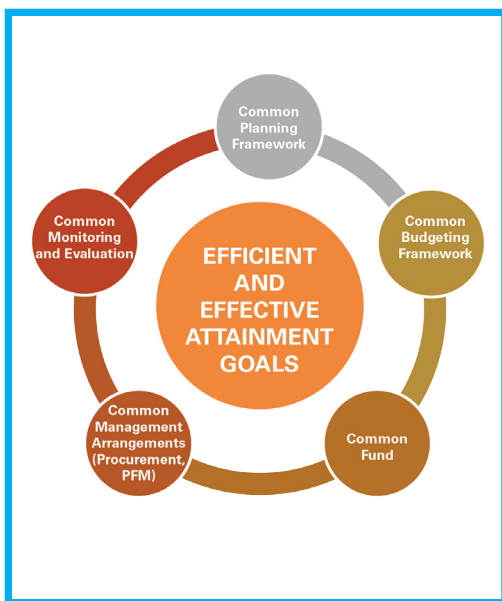 Common
Planning
Framework
Common
Budgeting
Framework
Common
Fund
Common
Management
Arrangements
(Procurement,
PFM)
Common
Monitoring
and Evaluation
EFFICIENT
AND
EFFECTIVE
ATTAINMENT
GOALS